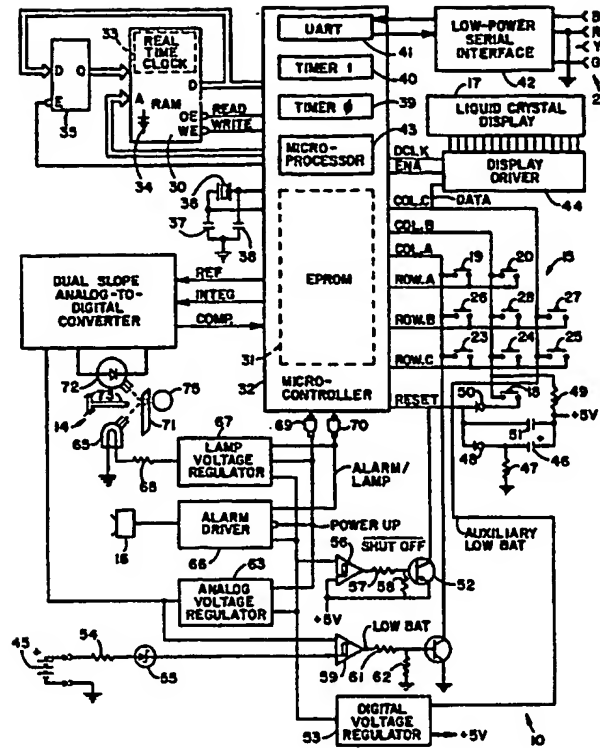 33
REAL
TIME
CLOCK
D Q
E
35
A
RAM
D
OE
WE
READ
WRITE
34
30
32
UART
41
TIMER 1
40
TIMER 0
39
MICRO-
PROCESSOR
43
EPROM
31
32
MICRO-
CONTROLLER
LOW-POWER
SERIAL
INTERFACE
42
B
R
Y
G
17
LIQUID CRYSTAL
DISPLAY
DISPLAY
DRIVER
44
DCLK
ENA
COL.C
DATA
COL.B
COL.A
ROW.A
ROW.B
ROW.C
RESET
19
20
15
26
28
27
23
24
25
18
49
50
+5V
51
48
46
47
36
37
38
DUAL SLOPE
ANALOG-TO-
DIGITAL
CONVERTER
REF
INTEG
COMP.
72
73
75
14
65
71
67
69
70
LAMP
VOLTAGE
REGULATOR
68
ALARM/
LAMP
ALARM
DRIVER
66
16
POWER UP
63
ANALOG
VOLTAGE
REGULATOR
56
SHUT OFF
57
58
52
+5V
AUXILIARY
LOW BAT
45
54
55
59
LOW BAT
61
62
53
DIGITAL
VOLTAGE
REGULATOR
+5V
10